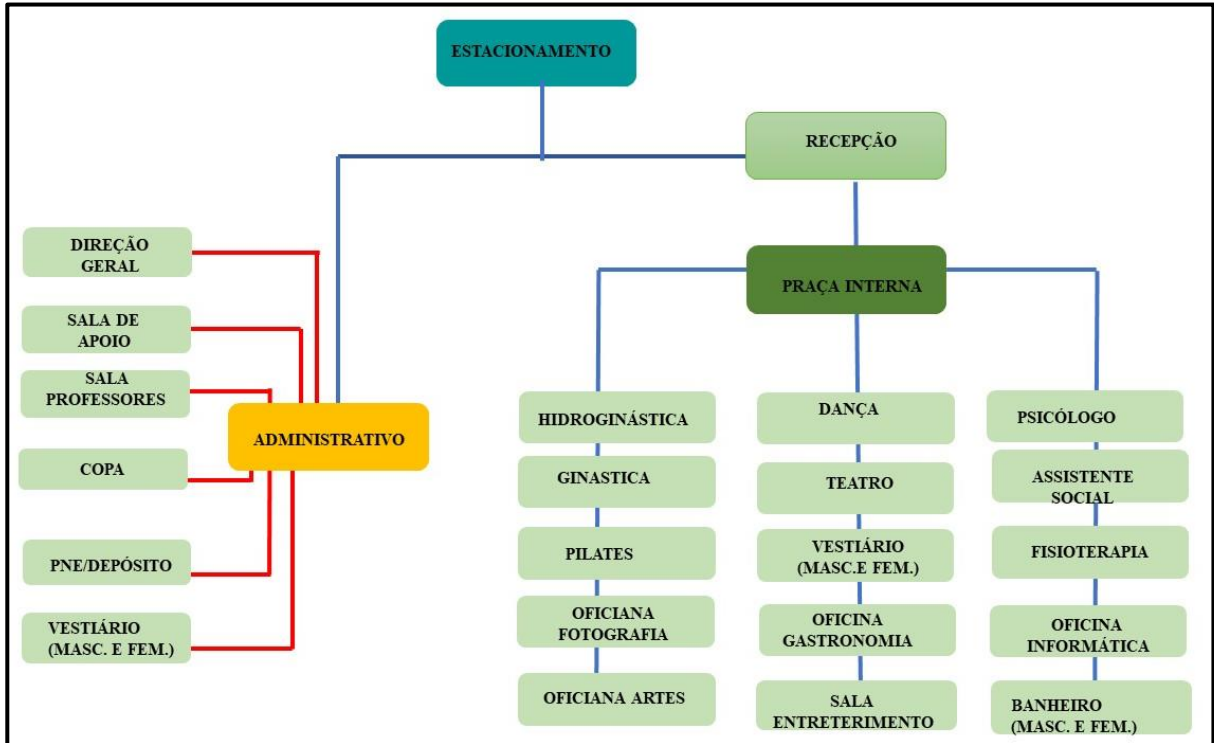 ESTACIONAMENTO
RECEPÇÃO
DIREÇÃO
GERAL
SALA DE
APOIO
SALA
PROFESSORES
COPA
PNE/DEPÓSITO
VESTIÁRIO
(MASC. E FEM.)
ADMINISTRATIVO
PRAÇA INTERNA
HIDROGINÁSTICA
GINASTICA
PILATES
OFICIANA
FOTOGRAFIA
OFICIANA ARTES
DANÇA
TEATRO
VESTIÁRIO
(MASC.E FEM.)
OFICINA
GASTRONOMIA
SALA
ENTRETERIMENTO
PSICÓLOGO
ASSISTENTE
SOCIAL
FISIOTERAPIA
OFICINA
INFORMÁTICA
BANHEIRO
(MASC. E FEM.)